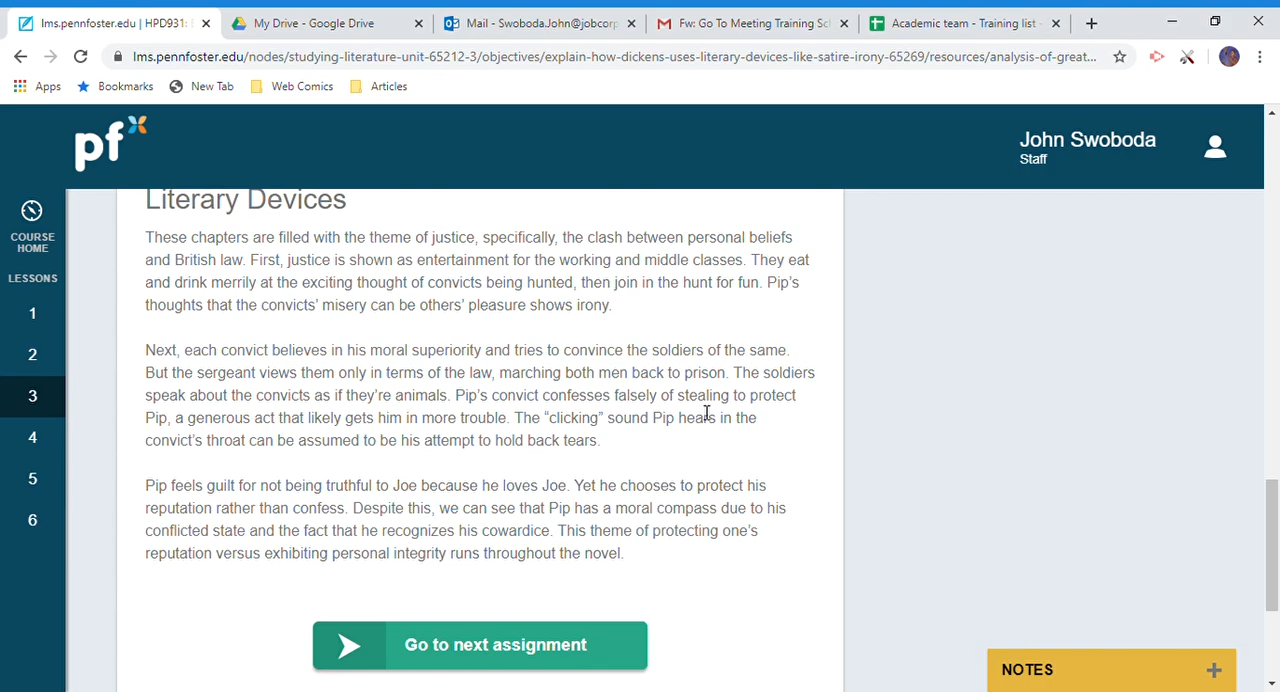 lms.pennfoster.edu | HPD931:
My Drive - Google Drive
Mail - SwobodaJohn@jobcorp
Fw: Go To Meeting Training Sc
Academic team - Training list -
lms.pennfoster.edu/nodes/studying-literature-unit-65212-3/objectives/explain-how-dickens-uses-literary-devices-like-satire-irony-65269/resources/analysis-of-great...
Apps
Bookmarks
New Tab
Web Comics
Articles
pf
John Swoboda
Staff
COURSE
HOME
LESSONS
1
2
3
4
5
6
Literary Devices
These chapters are filled with the theme of justice, specifically, the clash between personal beliefs
and British law. First, justice is shown as entertainment for the working and middle classes. They eat
and drink merrily at the exciting thought of convicts being hunted, then join in the hunt for fun. Pip's
thoughts that the convicts' misery can be others' pleasure shows irony.
Next, each convict believes in his moral superiority and tries to convince the soldiers of the same.
But the sergeant views them only in terms of the law, marching both men back to prison. The soldiers
speak about the convicts as if they're animals. Pip's convict confesses falsely of stealing to protect
Pip, a generous act that likely gets him in more trouble. The "clicking" sound Pip hears in the
convict's throat can be assumed to be his attempt to hold back tears.
Pip feels guilt for not being truthful to Joe because he loves Joe. Yet he chooses to protect his
reputation rather than confess. Despite this, we can see that Pip has a moral compass due to his
conflicted state and the fact that he recognizes his cowardice. This theme of protecting one's
reputation versus exhibiting personal integrity runs throughout the novel.
Go to next assignment
NOTES